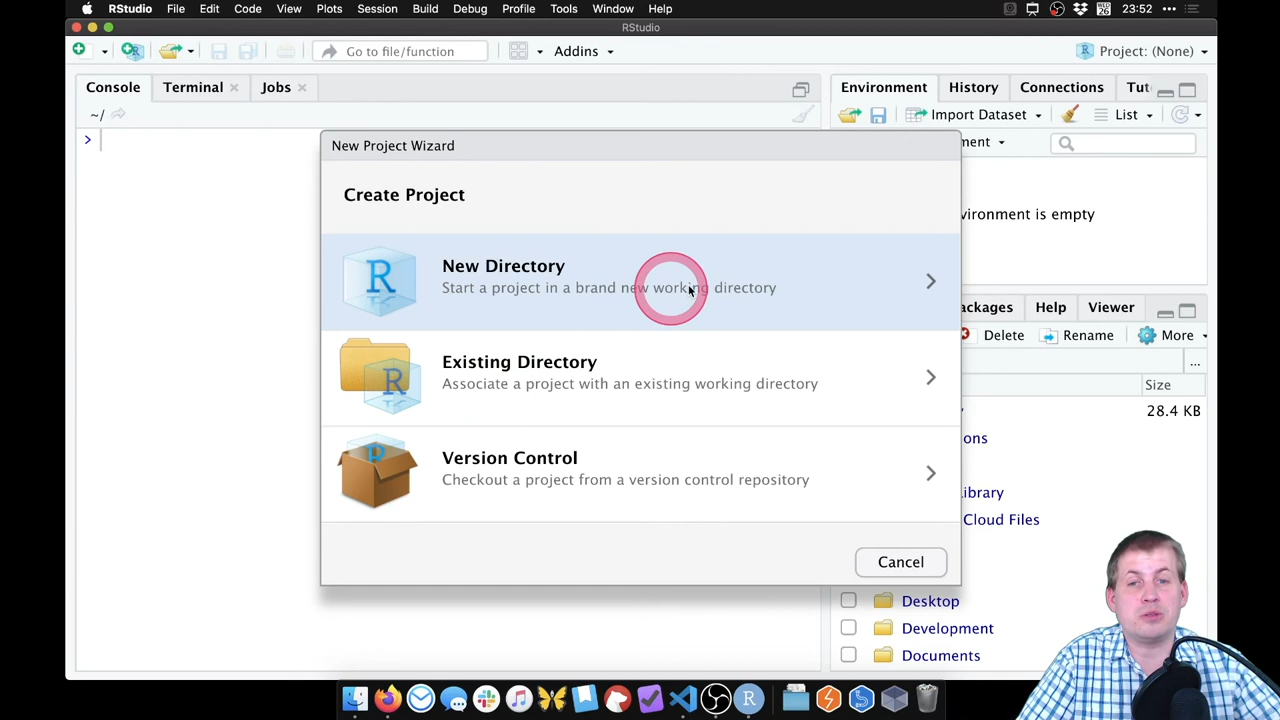 RStudio File Edit Code View Plots Session Build Debug Profile Tools Window Help WED 26 23:52
RStudio
Go to file/function Addins Project: (None)
Console Terminal Jobs Environment History Connections Tut
~/ Import Dataset List
> ment
New Project Wizard
Create Project
vironment is empty
New Directory
Start a project in a brand new working directory
ackages Help Viewer
Delete Rename More
...
Existing Directory
Associate a project with an existing working directory
Size
28.4 KB
ons
Version Control
Checkout a project from a version control repository
ibrary
Cloud Files
Cancel
Desktop
Development
Documents